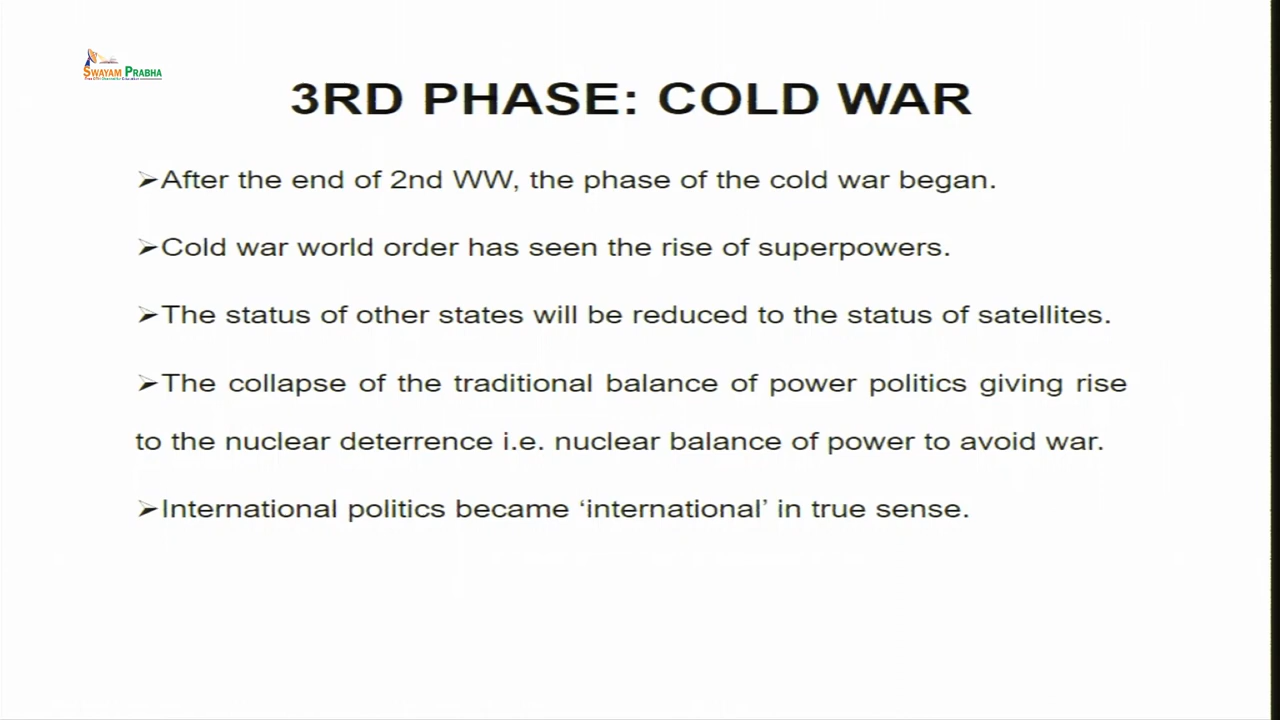 SWAYAM PRABHA
3RD PHASE: COLD WAR
➢After the end of 2nd WW, the phase of the cold war began.
➢Cold war world order has seen the rise of superpowers.
➢The status of other states will be reduced to the status of satellites.
➢The collapse of the traditional balance of power politics giving rise
to the nuclear deterrence i.e. nuclear balance of power to avoid war.
➢International politics became ‘international’ in true sense.